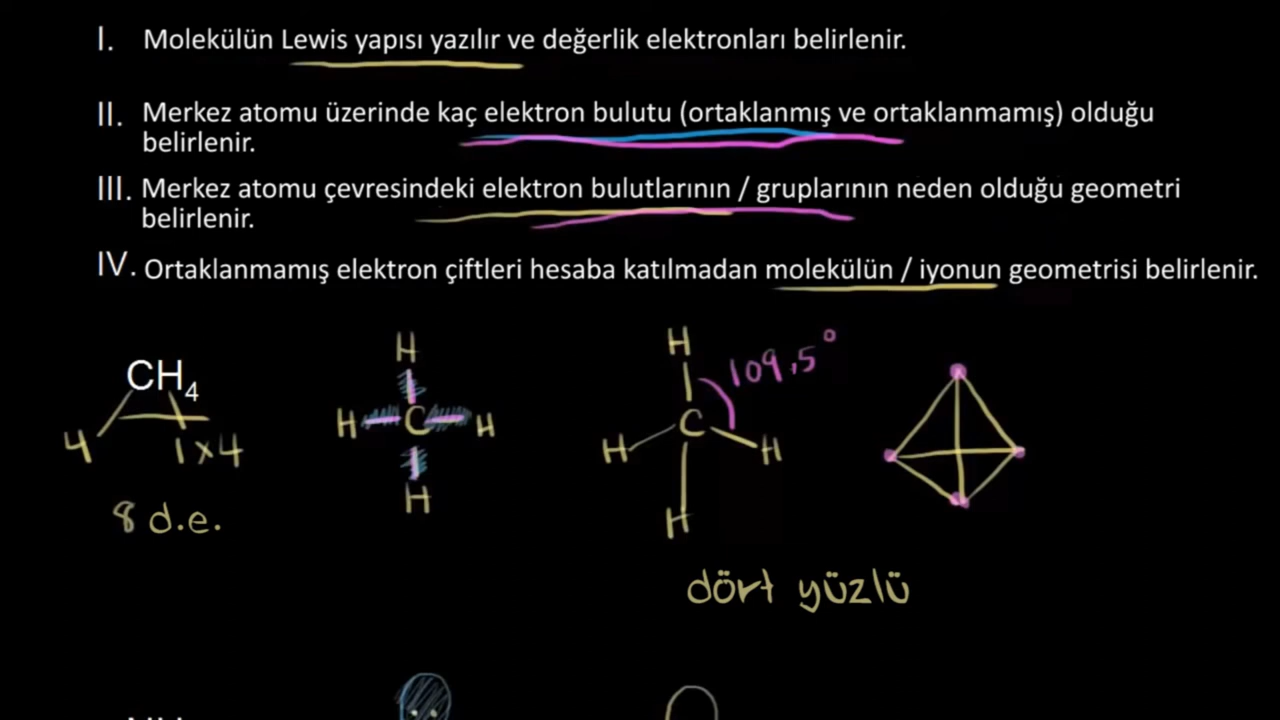 I. Molekülün Lewis yapısı yazılır ve değerlik elektronları belirlenir.
II. Merkez atomu üzerinde kaç elektron bulutu (ortaklanmış ve ortaklanmamış) olduğu
belirlenir.
III. Merkez atomu çevresindeki elektron bulutlarının / gruplarının neden olduğu geometri
belirlenir.
IV. Ortaklanmamış elektron çiftleri hesaba katılmadan molekülün / iyonun geometrisi belirlenir.
CH₄
4 1x4
8 d.e.
H
H C H
H
H
109,5°
C
H H
H
dört yüzlü